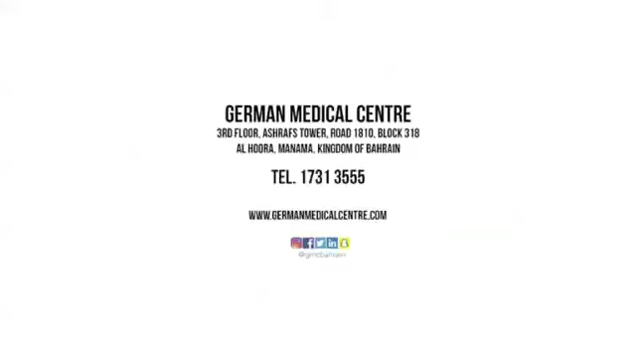 GERMAN MEDICAL CENTRE
3RD FLOOR, ASHRAFS TOWER, ROAD 1810, BLOCK 318
AL HOORA, MANAMA, KINGDOM OF BAHRAIN
TEL. 1731 3555
WWW.GERMANMEDICALCENTRE.COM
@gmcbahrain